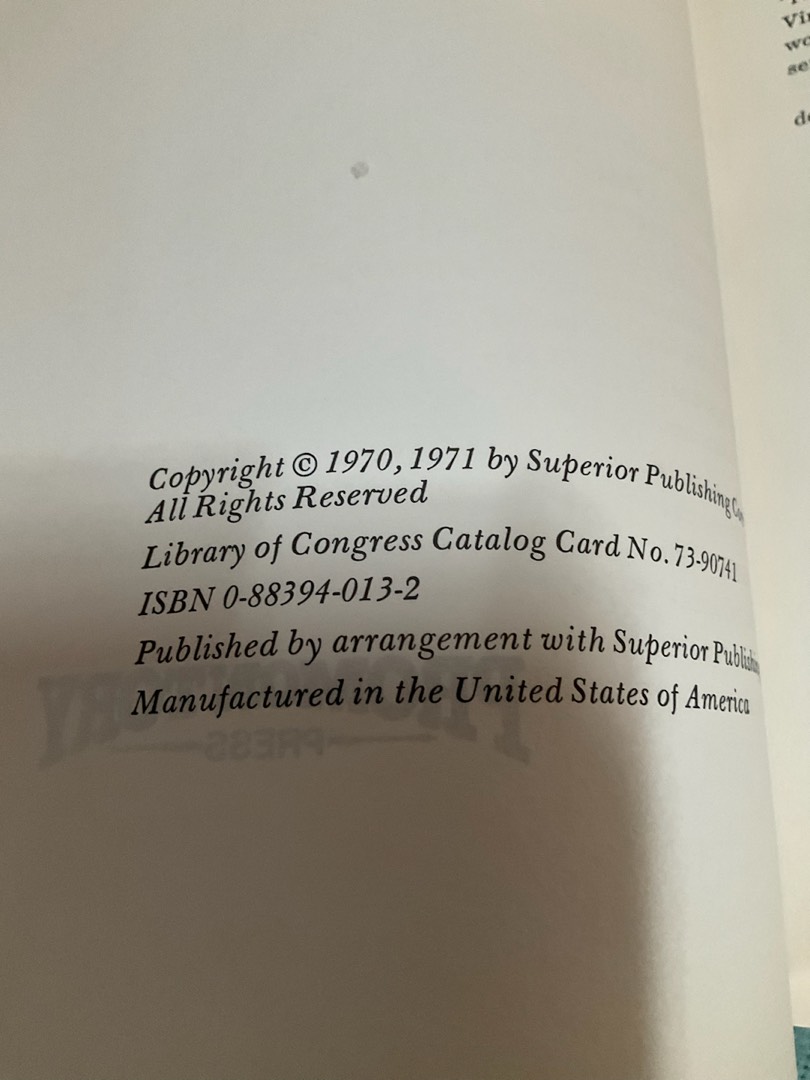 Copyright © 1970, 1971 by Superior Publishing
All Rights Reserved
Library of Congress Catalog Card No. 73-90741
ISBN 0-88394-013-2
Published by arrangement with Superior
Manufactured in the United States of America
PRESS